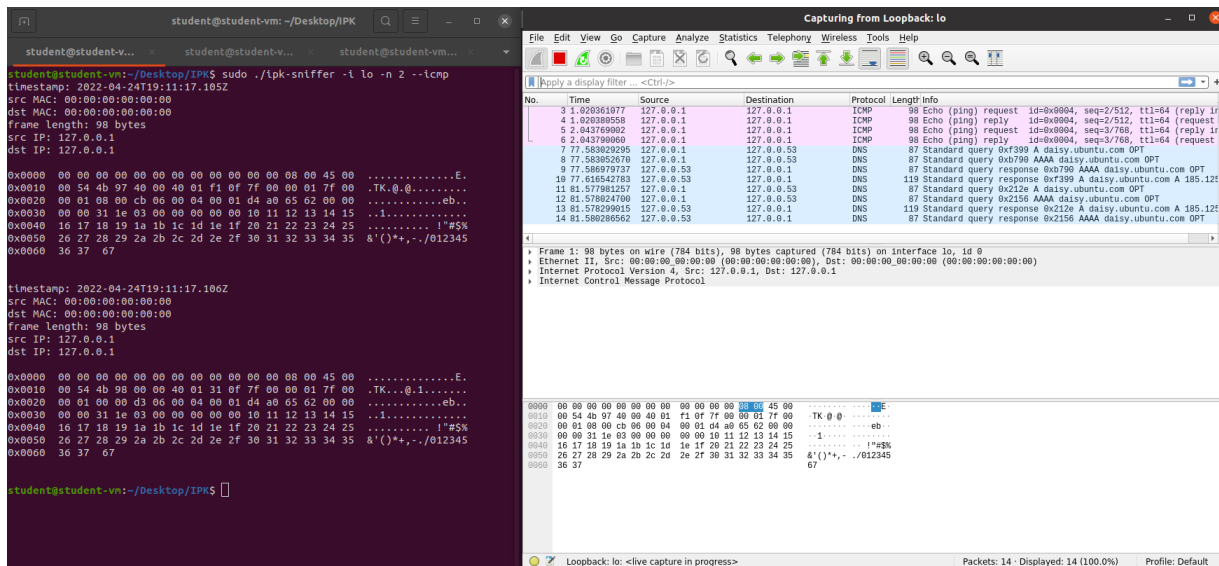 student@student-vm: ~/Desktop/IPK
student@student-v...
student@student-v...
student@student-vm...
student@student-vm:~/Desktop/IPK$ sudo ./ipk-sniffer -i lo -n 2 --icmp
timestamp: 2022-04-24T19:11:17.105Z
src MAC: 00:00:00:00:00:00
dst MAC: 00:00:00:00:00:00
frame length: 98 bytes
src IP: 127.0.0.1
dst IP: 127.0.0.1
0x0000 00 00 00 00 00 00 00 00 00 00 00 00 08 00 45 00 ..............E.
0x0010 00 54 4b 97 40 00 40 01 f1 0f 7f 00 00 01 7f 00 .TK.@.@.........
0x0020 00 01 08 00 cb 06 00 04 00 01 d4 a0 65 62 00 00 ............eb..
0x0030 00 00 31 1e 03 00 00 00 00 00 10 11 12 13 14 15 ..1.............
0x0040 16 17 18 19 1a 1b 1c 1d 1e 1f 20 21 22 23 24 25 .......... !"#$%
0x0050 26 27 28 29 2a 2b 2c 2d 2e 2f 30 31 32 33 34 35 &'()*+,-./012345
0x0060 36 37 67
timestamp: 2022-04-24T19:11:17.106Z
src MAC: 00:00:00:00:00:00
dst MAC: 00:00:00:00:00:00
frame length: 98 bytes
src IP: 127.0.0.1
dst IP: 127.0.0.1
0x0000 00 00 00 00 00 00 00 00 00 00 00 00 08 00 45 00 ..............E.
0x0010 00 54 4b 98 00 00 40 01 31 0f 7f 00 00 01 7f 00 .TK...@.1.......
0x0020 00 01 00 00 d3 06 00 04 00 01 d4 a0 65 62 00 00 ............eb..
0x0030 00 00 31 1e 03 00 00 00 00 00 10 11 12 13 14 15 ..1.............
0x0040 16 17 18 19 1a 1b 1c 1d 1e 1f 20 21 22 23 24 25 .......... !"#$%
0x0050 26 27 28 29 2a 2b 2c 2d 2e 2f 30 31 32 33 34 35 &'()*+,-./012345
0x0060 36 37 67
student@student-vm:~/Desktop/IPK$
Capturing from Loopback: lo
File Edit View Go Capture Analyze Statistics Telephony Wireless Tools Help
Apply a display filter ... <Ctrl-/>
No. Time Source Destination Protocol Length Info
3 1.020361077 127.0.0.1 127.0.0.1 ICMP 98 Echo (ping) request id=0x0004, seq=2/512, ttl=64 (reply in
4 1.020380558 127.0.0.1 127.0.0.1 ICMP 98 Echo (ping) reply id=0x0004, seq=2/512, ttl=64 (request
5 2.043769002 127.0.0.1 127.0.0.1 ICMP 98 Echo (ping) request id=0x0004, seq=3/768, ttl=64 (reply in
6 2.043790060 127.0.0.1 127.0.0.1 ICMP 98 Echo (ping) reply id=0x0004, seq=3/768, ttl=64 (request
7 77.583029295 127.0.0.1 127.0.0.53 DNS 87 Standard query 0xf399 A daisy.ubuntu.com OPT
8 77.583052670 127.0.0.1 127.0.0.53 DNS 87 Standard query 0xb790 AAAA daisy.ubuntu.com OPT
9 77.586979737 127.0.0.53 127.0.0.1 DNS 87 Standard query response 0xb790 AAAA daisy.ubuntu.com OPT
10 77.616542783 127.0.0.53 127.0.0.1 DNS 119 Standard query response 0xf399 A daisy.ubuntu.com A 185.125
11 81.577981257 127.0.0.1 127.0.0.53 DNS 87 Standard query 0x212e A daisy.ubuntu.com OPT
12 81.578024700 127.0.0.1 127.0.0.53 DNS 87 Standard query 0x2156 AAAA daisy.ubuntu.com OPT
13 81.578299015 127.0.0.53 127.0.0.1 DNS 119 Standard query response 0x212e A daisy.ubuntu.com A 185.125
14 81.580286562 127.0.0.53 127.0.0.1 DNS 87 Standard query response 0x2156 AAAA daisy.ubuntu.com OPT
Frame 1: 98 bytes on wire (784 bits), 98 bytes captured (784 bits) on interface lo, id 0
Ethernet II, Src: 00:00:00_00:00:00 (00:00:00:00:00:00), Dst: 00:00:00_00:00:00 (00:00:00:00:00:00)
Internet Protocol Version 4, Src: 127.0.0.1, Dst: 127.0.0.1
Internet Control Message Protocol
0000 00 00 00 00 00 00 00 00 00 00 00 00 08 00 45 00 ········ ······E·
0010 00 54 4b 97 40 00 40 01 f1 0f 7f 00 00 01 7f 00 ·TK·@·@· ········
0020 00 01 08 00 cb 06 00 04 00 01 d4 a0 65 62 00 00 ········ ····eb··
0030 00 00 31 1e 03 00 00 00 00 00 10 11 12 13 14 15 ··1····· ········
0040 16 17 18 19 1a 1b 1c 1d 1e 1f 20 21 22 23 24 25 ········ ·· !"#$%
0050 26 27 28 29 2a 2b 2c 2d 2e 2f 30 31 32 33 34 35 &'()*+,- ./012345
0060 36 37 67
Loopback: lo: <live capture in progress>
Packets: 14 · Displayed: 14 (100.0%)
Profile: Default